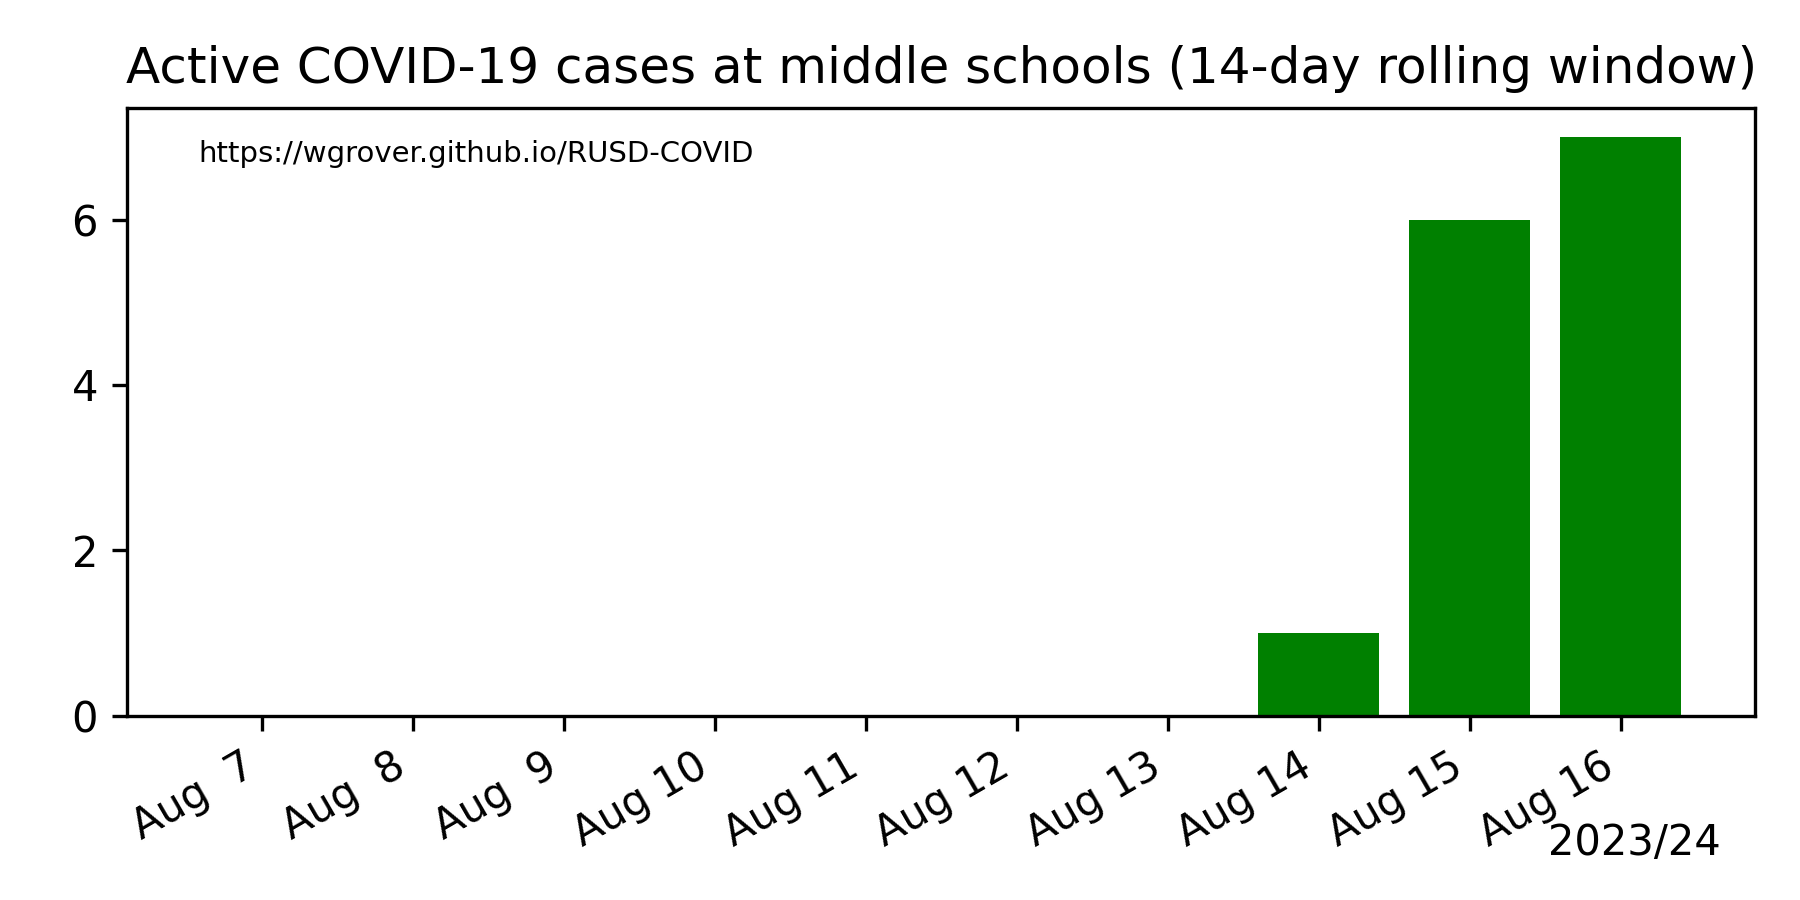 Active COVID-19 cases at middle schools (14-day rolling window)
https://wgrover.github.io/RUSD-COVID
6
4
2
0
Aug 7
Aug 8
Aug 9
Aug 10
Aug 11
Aug 12
Aug 13
Aug 14
Aug 15
Aug 16
2023/24